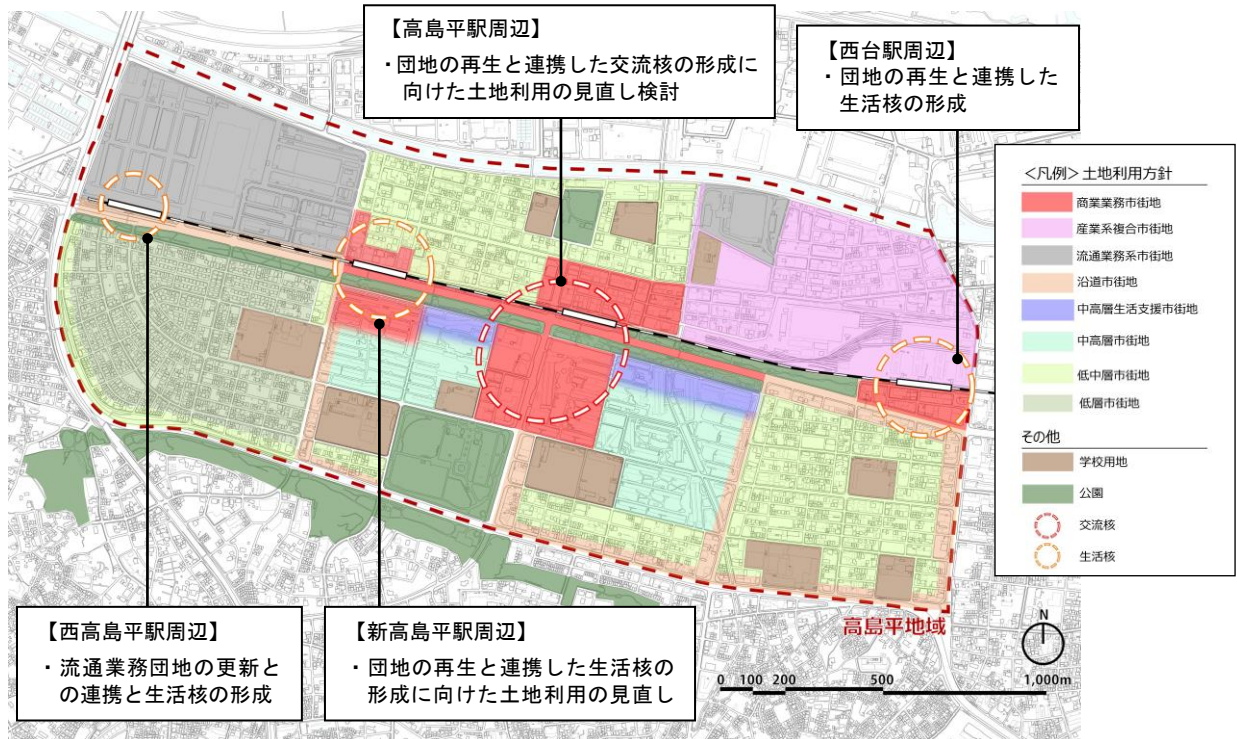 【高島平駅周辺】
・団地の再生と連携した交流核の形成に
向けた土地利用の見直し検討
【西台駅周辺】
・団地の再生と連携した
生活核の形成
<凡例>土地利用方針
商業業務市街地
産業系複合市街地
流通業務系市街地
沿道市街地
中高層生活支援市街地
中高層市街地
低中層市街地
低層市街地
その他
学校用地
公園
交流核
生活核
【西高島平駅周辺】
・流通業務団地の更新と
の連携と生活核の形成
【新高島平駅周辺】
・団地の再生と連携した生活核の
形成に向けた土地利用の見直し
高島平地域
N
0 100 200 500 1,000m